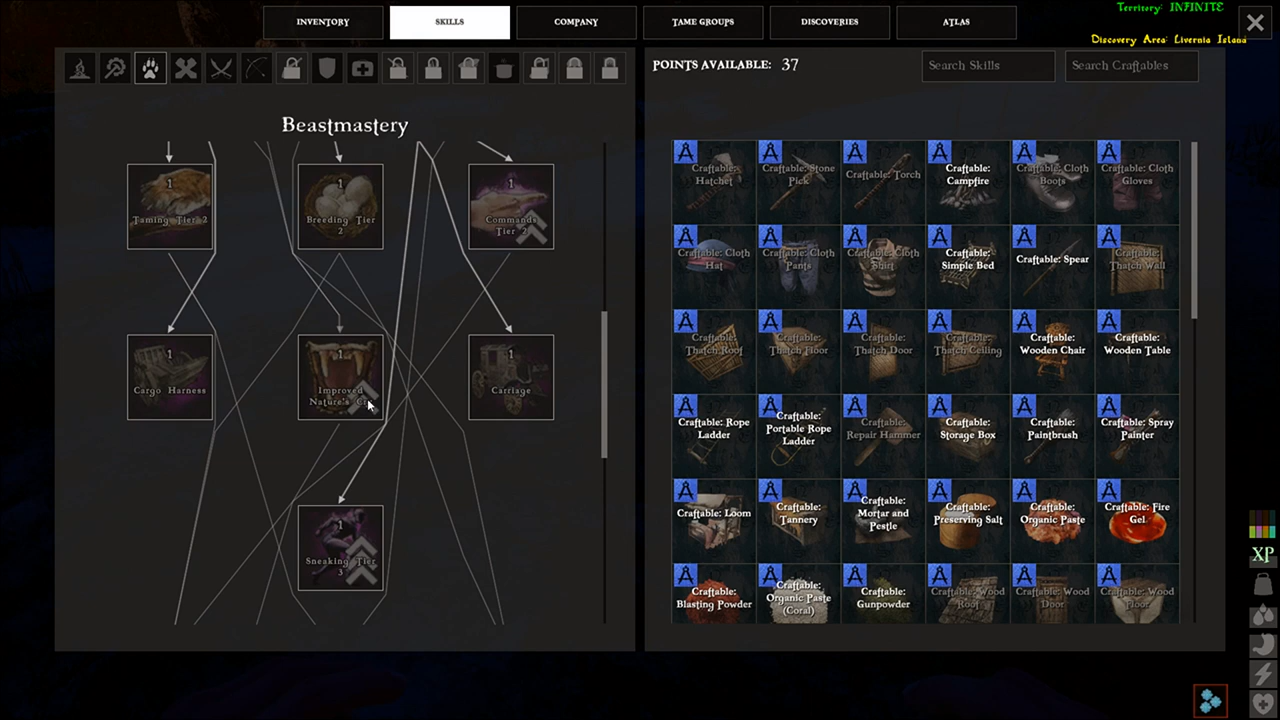 Territory: INFINITE
INVENTORY
SKILLS
COMPANY
TAME GROUPS
DISCOVERIES
ATLAS
Discovery Area: Livernia Island
POINTS AVAILABLE: 37
Search Skills
Search Craftables
Beastmastery
1
Taming Tier 2
1
Breeding Tier
2
1
Commands
Tier 2
1
Cargo Harness
1
Improved
Nature's
1
Carriage
1
Sneaking Tier
3
Craftable:
Hatchet
Craftable: Stone
Pick
Craftable: Torch
Craftable:
Campfire
Craftable: Cloth
Boots
Craftable: Cloth
Gloves
Craftable: Cloth
Hat
Craftable: Cloth
Pants
Craftable: Cloth
Shirt
Craftable:
Simple Bed
Craftable: Spear
Craftable:
Thatch Wall
Craftable:
Thatch Roof
Craftable:
Thatch Floor
Craftable:
Thatch Door
Craftable:
Thatch Ceiling
Craftable:
Wooden Chair
Craftable:
Wooden Table
Craftable: Rope
Ladder
Craftable:
Portable Rope
Ladder
Craftable:
Repair Hammer
Craftable:
Storage Box
Craftable:
Paintbrush
Craftable: Spray
Painter
Craftable: Loom
Craftable:
Tannery
Craftable:
Mortar and
Pestle
Craftable:
Preserving Salt
Craftable:
Organic Paste
Craftable: Fire
Gel
Craftable:
Blasting Powder
Craftable:
Organic Paste
(Coral)
Craftable:
Gunpowder
Craftable: Wood
Roof
Craftable: Wood
Door
Craftable: Wood
Floor
XP